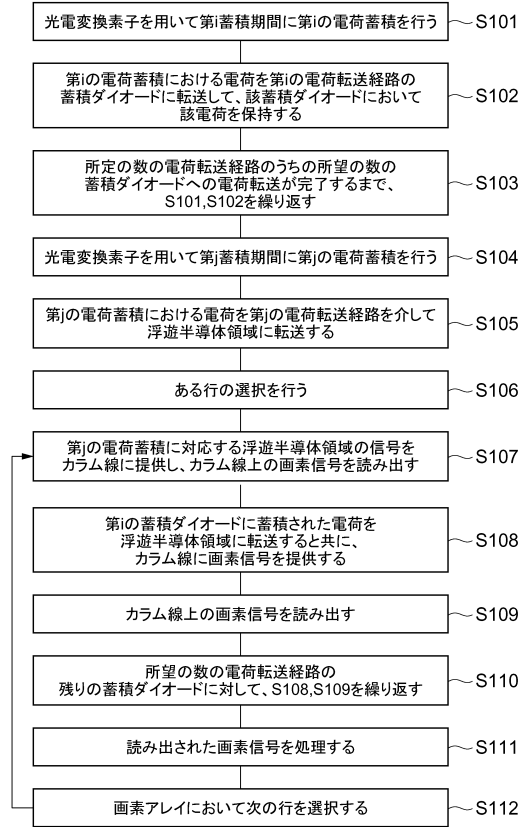 光電変換素子を用いて第i蓄積期間に第iの電荷蓄積を行う
S101
第iの電荷蓄積における電荷を第iの電荷転送経路の
蓄積ダイオードに転送して、該蓄積ダイオードにおいて
該電荷を保持する
S102
所定の数の電荷転送経路のうちの所望の数の
蓄積ダイオードへの電荷転送が完了するまで、
S101,S102を繰り返す
S103
光電変換素子を用いて第j蓄積期間に第jの電荷蓄積を行う
S104
第jの電荷蓄積における電荷を第jの電荷転送経路を介して
浮遊半導体領域に転送する
S105
ある行の選択を行う
S106
第jの電荷蓄積に対応する浮遊半導体領域の信号を
カラム線に提供し、カラム線上の画素信号を読み出す
S107
第iの蓄積ダイオードに蓄積された電荷を
浮遊半導体領域に転送すると共に、
カラム線に画素信号を提供する
S108
カラム線上の画素信号を読み出す
S109
所望の数の電荷転送経路の
残りの蓄積ダイオードに対して、S108,S109を繰り返す
S110
読み出された画素信号を処理する
S111
画素アレイにおいて次の行を選択する
S112